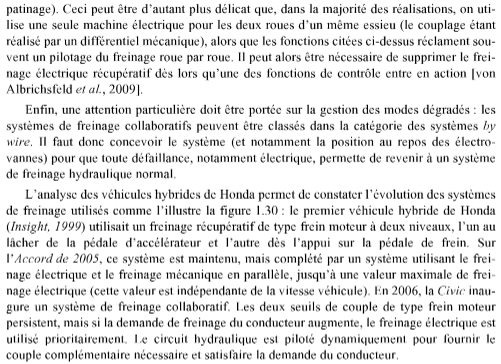 patinage). Ceci peut être d'autant plus délicat que, dans la majorité des réalisations, on uti-
lise une seule machine électrique pour les deux roues d'un même essieu (le couplage étant
réalisé par un différentiel mécanique), alors que les fonctions citées ci-dessus réclament sou-
vent un pilotage du freinage roue par roue. Il peut alors être nécessaire de supprimer le frei-
nage électrique récupératif dès lors qu'une des fonctions de contrôle entre en action [von
Albrichsfeld et al., 2009].
Enfin, une attention particulière doit être portée sur la gestion des modes dégradés : les
systèmes de freinage collaboratifs peuvent être classés dans la catégorie des systèmes by
wire. Il faut donc concevoir le système (et notamment la position au repos des électro-
vannes) pour que toute défaillance, notamment électrique, permette de revenir à un système
de freinage hydraulique normal.
L'analyse des véhicules hybrides de Honda permet de constater l'évolution des systèmes
de freinage utilisés comme l'illustre la figure 1.30 : le premier véhicule hybride de Honda
(Insight, 1999) utilisait un freinage récupératif de type frein moteur à deux niveaux, l'un au
lâcher de la pédale d'accélérateur et l'autre dès l'appui sur la pédale de frein. Sur
l'Accord de 2005, ce système est maintenu, mais complété par un système utilisant le frei-
nage électrique et le freinage mécanique en parallèle, jusqu'à une valeur maximale de frei-
nage électrique (cette valeur est indépendante de la vitesse véhicule). En 2006, la Civic inau-
gure un système de freinage collaboratif. Les deux seuils de couple de type frein moteur
persistent, mais si la demande de freinage du conducteur augmente, le freinage électrique est
utilisé prioritairement. Le circuit hydraulique est piloté dynamiquement pour fournir le
couple complémentaire nécessaire et satisfaire la demande du conducteur.